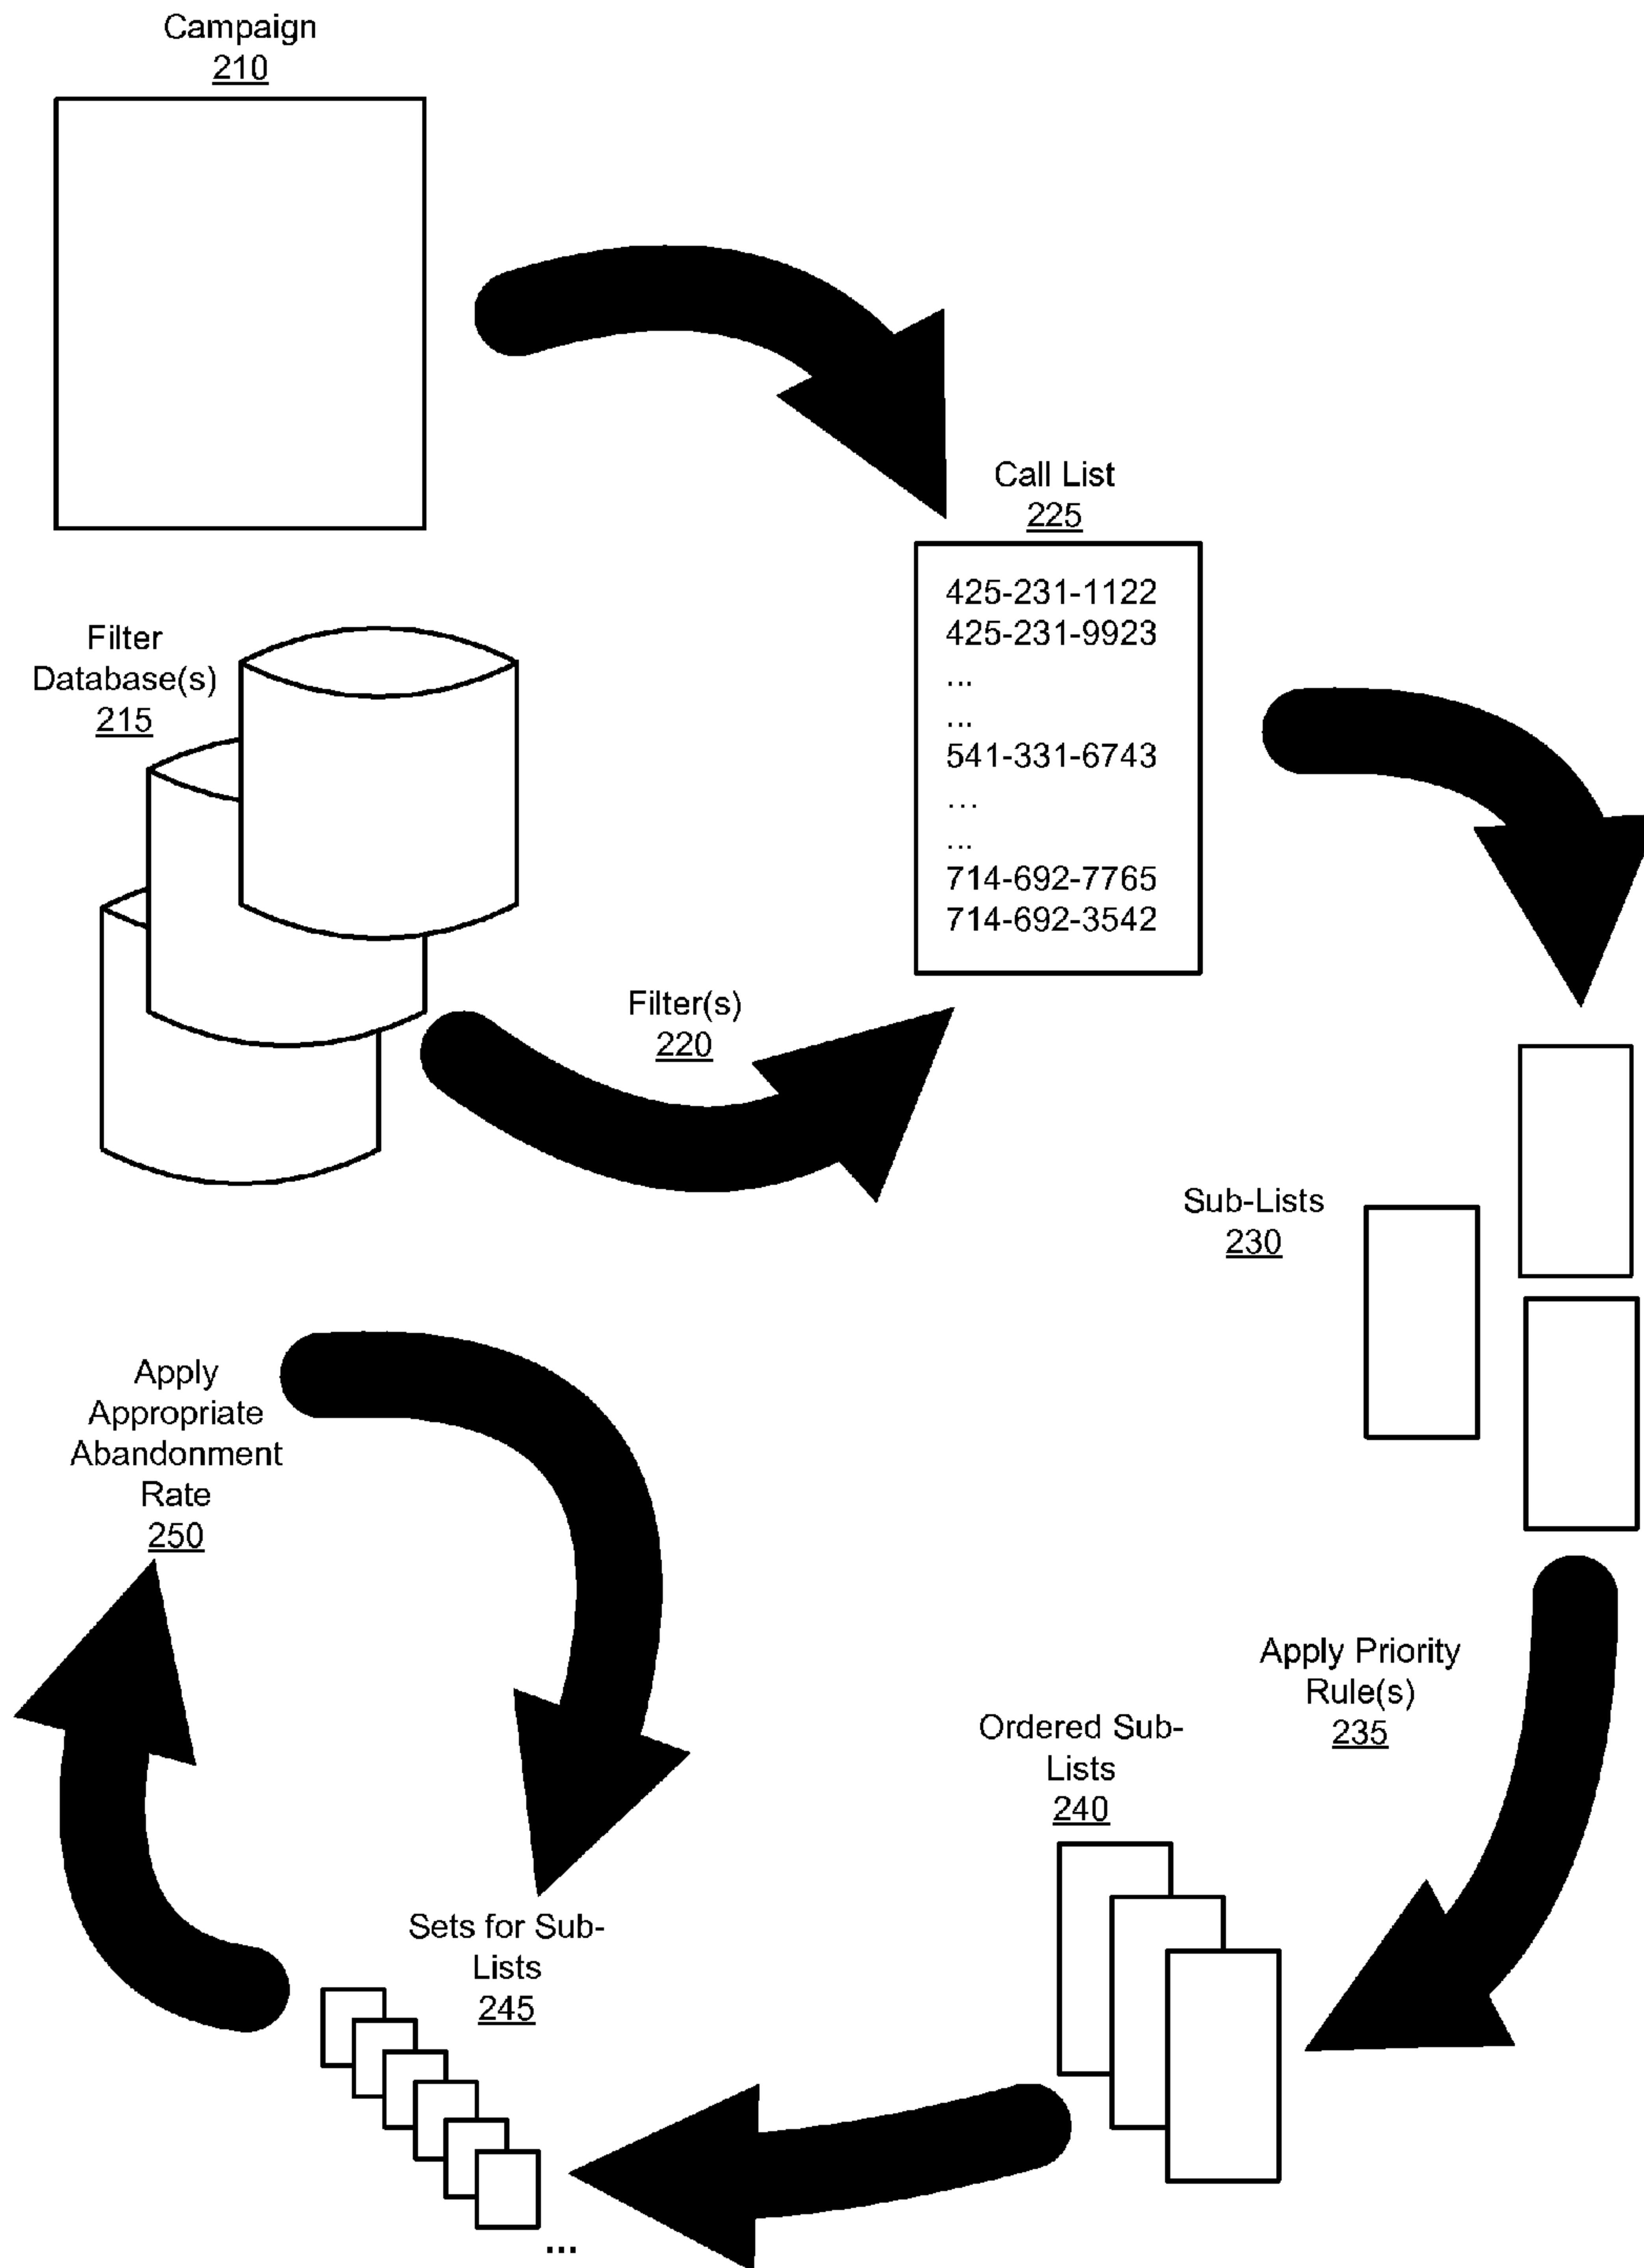 Campaign
210
Call List
225
425-231-1122
425-231-9923
...
...
541-331-6743
...
...
714-692-7765
714-692-3542
Filter
Database(s)
215
Filter(s)
220
Sub-Lists
230
Apply Priority
Rule(s)
235
Ordered Sub-
Lists
240
Sets for Sub-
Lists
245
...
Apply
Appropriate
Abandonment
Rate
250